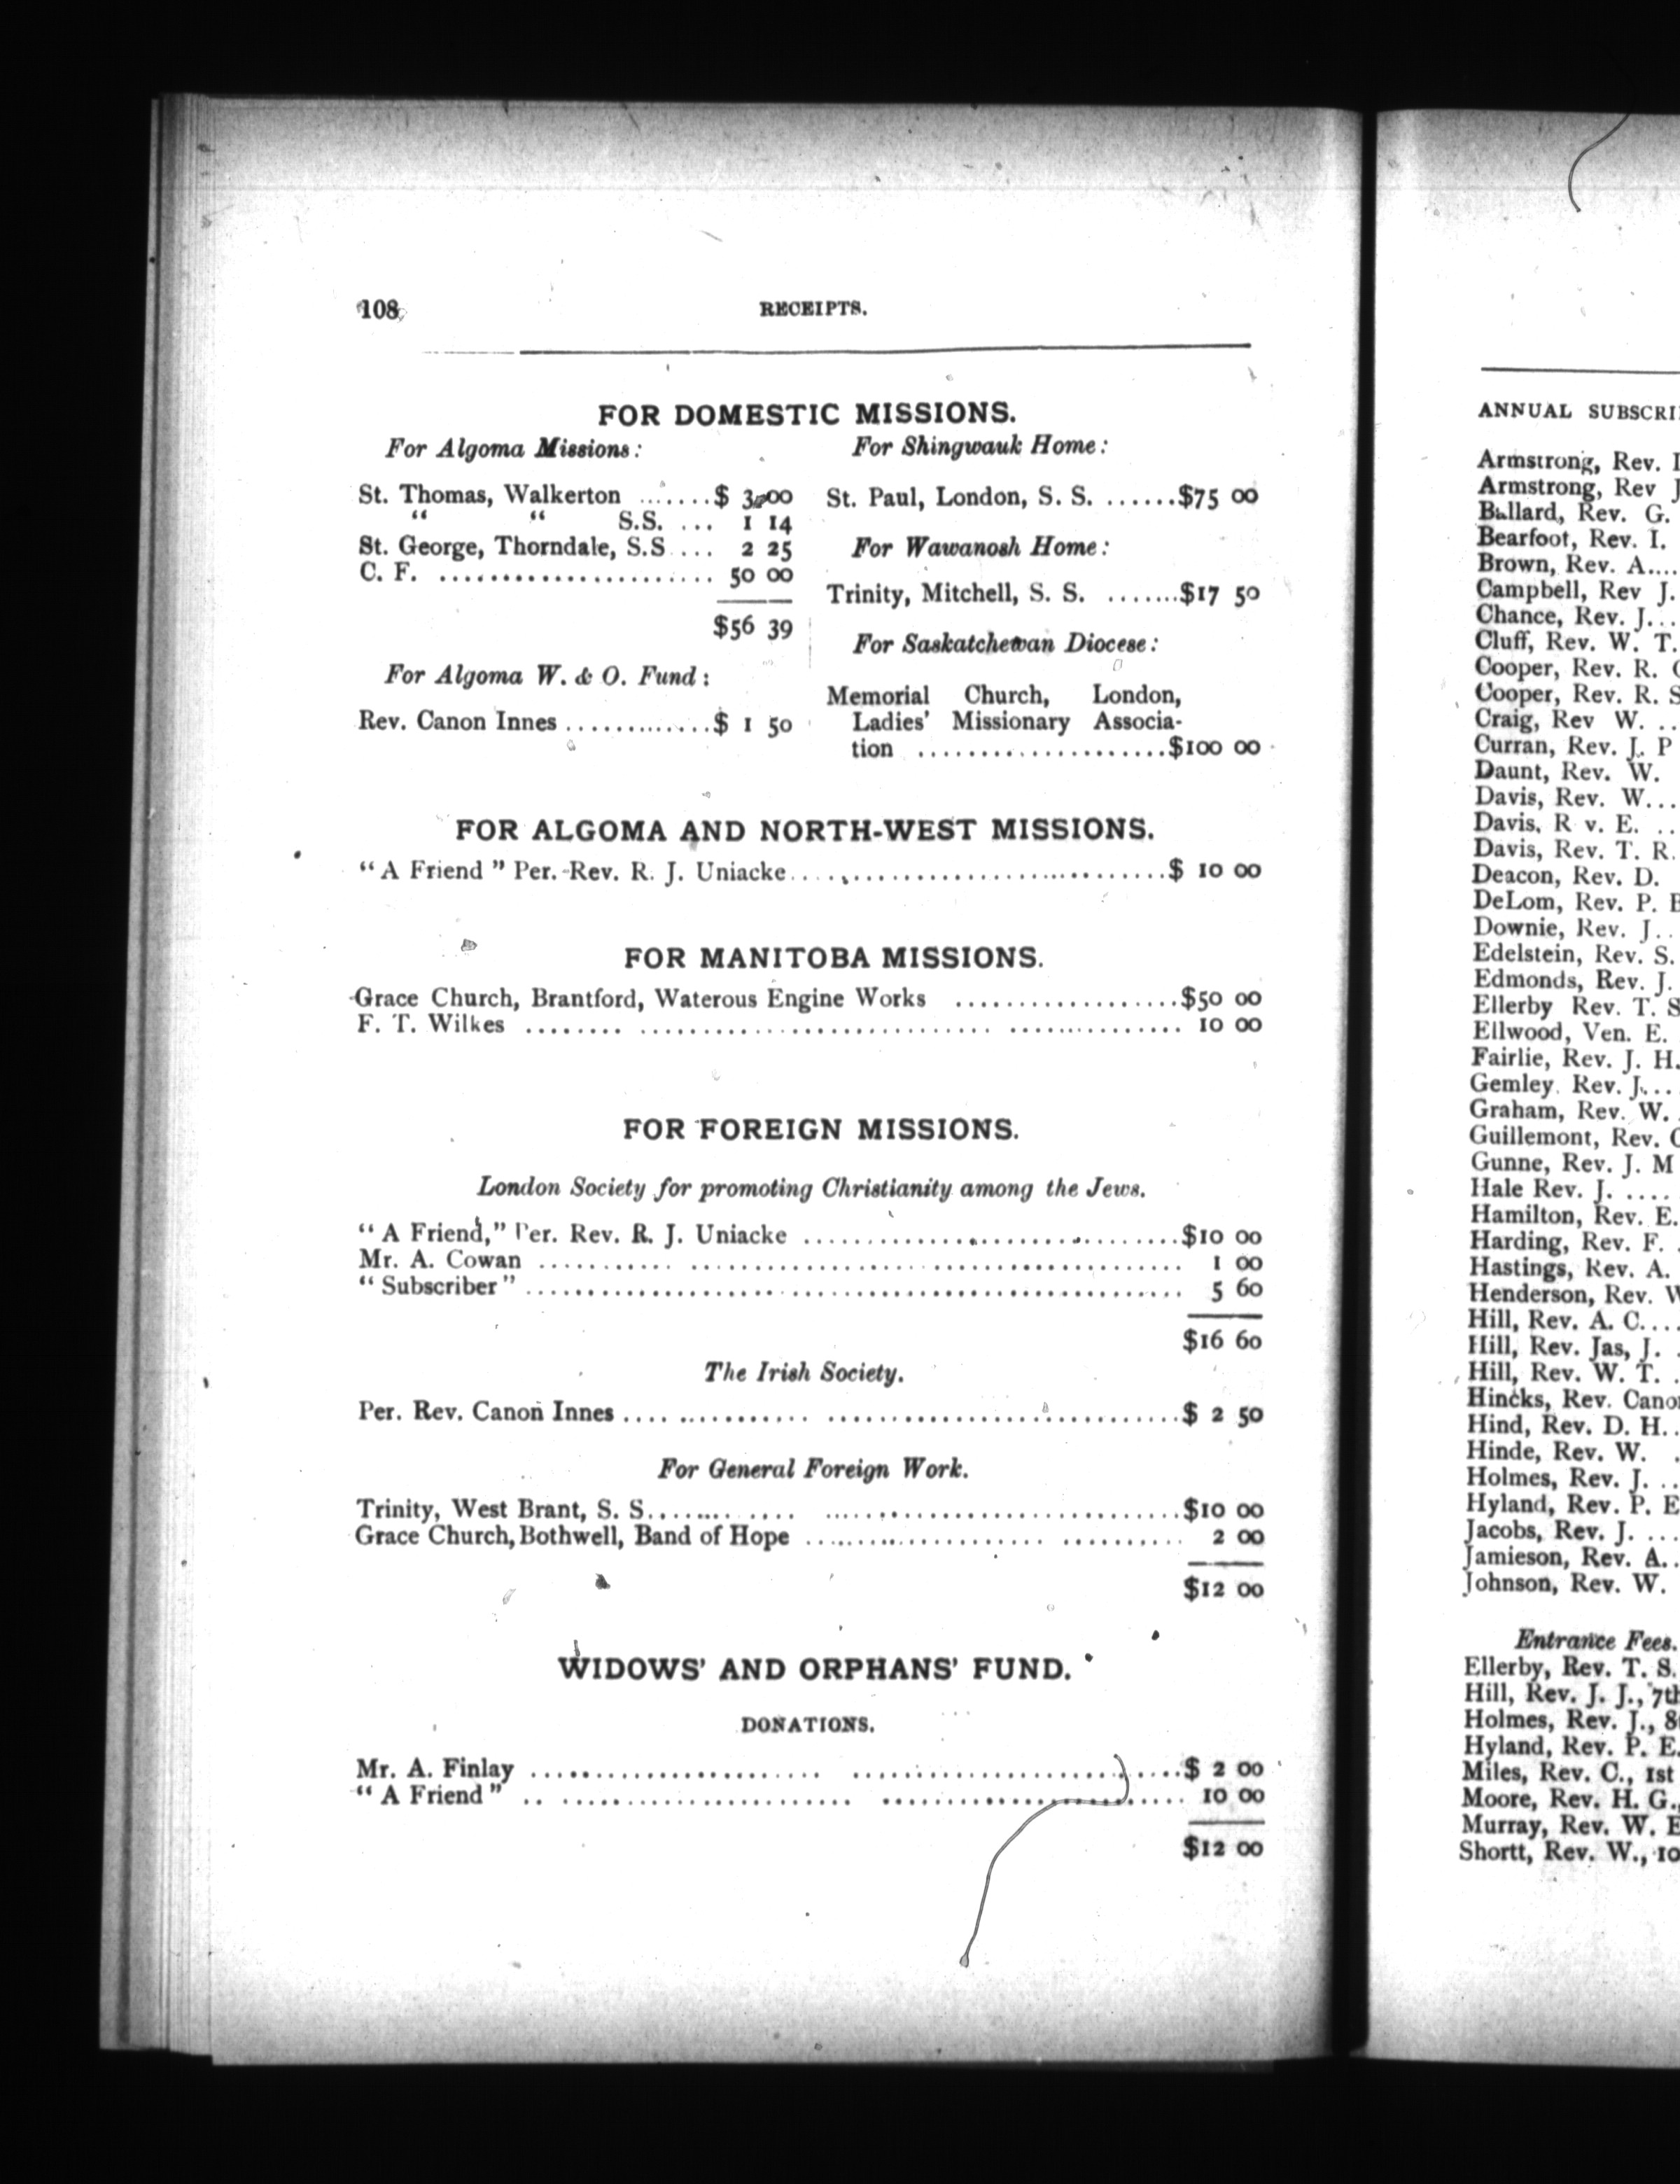 108
RECEIPTS.
FOR DOMESTIC MISSIONS.
For Algoma Missions:
St. Thomas, Walkerton .......$ 3 00
“ “ S.S. ... 1 14
St. George, Thorndale, S.S ... 2 25
C. F. ...................... 50 00
$56 39
For Algoma W. & O. Fund:
Rev. Canon Innes ............$ 1 50
For Shingwauk Home:
St. Paul, London, S. S. ......$75 00
For Wawanosh Home:
Trinity, Mitchell, S. S. .......$17 50
For Saskatchewan Diocese:
Memorial Church, London,
Ladies’ Missionary Associa-
tion ....................$100 00
FOR ALGOMA AND NORTH-WEST MISSIONS.
“A Friend” Per. Rev. R. J. Uniacke..................................$ 10 00
FOR MANITOBA MISSIONS.
Grace Church, Brantford, Waterous Engine Works ..................$50 00
F. T. Wilkes ........ ............................ .............. 10 00
FOR FOREIGN MISSIONS.
London Society for promoting Christianity among the Jews.
“A Friend,” Per. Rev. R. J. Uniacke ..............................$10 00
Mr. A. Cowan ........... ...................................... 1 00
“Subscriber” .................................................... 5 60
$16 60
The Irish Society.
Per. Rev. Canon Innes .... ........... ............................$ 2 50
For General Foreign Work.
Trinity, West Brant, S. S........ .... ............................$10 00
Grace Church, Bothwell, Band of Hope .................... .......... 2 00
$12 00
WIDOWS’ AND ORPHANS’ FUND.
DONATIONS.
Mr. A. Finlay ....................... ..........................$ 2 00
“A Friend” .. ....................... ........................ 10 00
$12 00
ANNUAL SUBSCRI
Armstrong, Rev. I
Armstrong, Rev J
Ballard, Rev. G.
Bearfoot, Rev. I.
Brown, Rev. A....
Campbell, Rev J.
Chance, Rev. J...
Cluff, Rev. W. T.
Cooper, Rev. R.
Cooper, Rev. R. S
Craig, Rev W. ..
Curran, Rev. J. P
Daunt, Rev. W.
Davis, Rev. W...
Davis, R v. E. ..
Davis, Rev. T. R.
Deacon, Rev. D.
DeLom, Rev. P. E
Downie, Rev. J..
Edelstein, Rev. S.
Edmonds, Rev. J.
Ellerby Rev. T. S
Ellwood, Ven. E.
Fairlie, Rev. J. H.
Gemley. Rev. J...
Graham, Rev. W.
Guillemont, Rev.
Gunne, Rev. J. M
Hale Rev. J. ....
Hamilton, Rev. E.
Harding, Rev. F. .
Hastings, Rev. A.
Henderson, Rev. W
Hill, Rev. A. C....
Hill, Rev. Jas, J. .
Hill, Rev. W. T. .
Hincks, Rev. Cano
Hind, Rev. D. H..
Hinde, Rev. W. .
Holmes, Rev. J. ..
Hyland, Rev. P. E
Jacobs, Rev. J. ...
Jamieson, Rev. A..
Johnson, Rev. W.
Entrance Fees.
Ellerby, Rev. T. S.
Hill, Rev. J. J., 7th
Holmes, Rev. J., 8
Hyland, Rev. P. E.
Miles, Rev. C., 1st
Moore, Rev. H. G.,
Murray, Rev. W. E
Shortt, Rev. W., 10